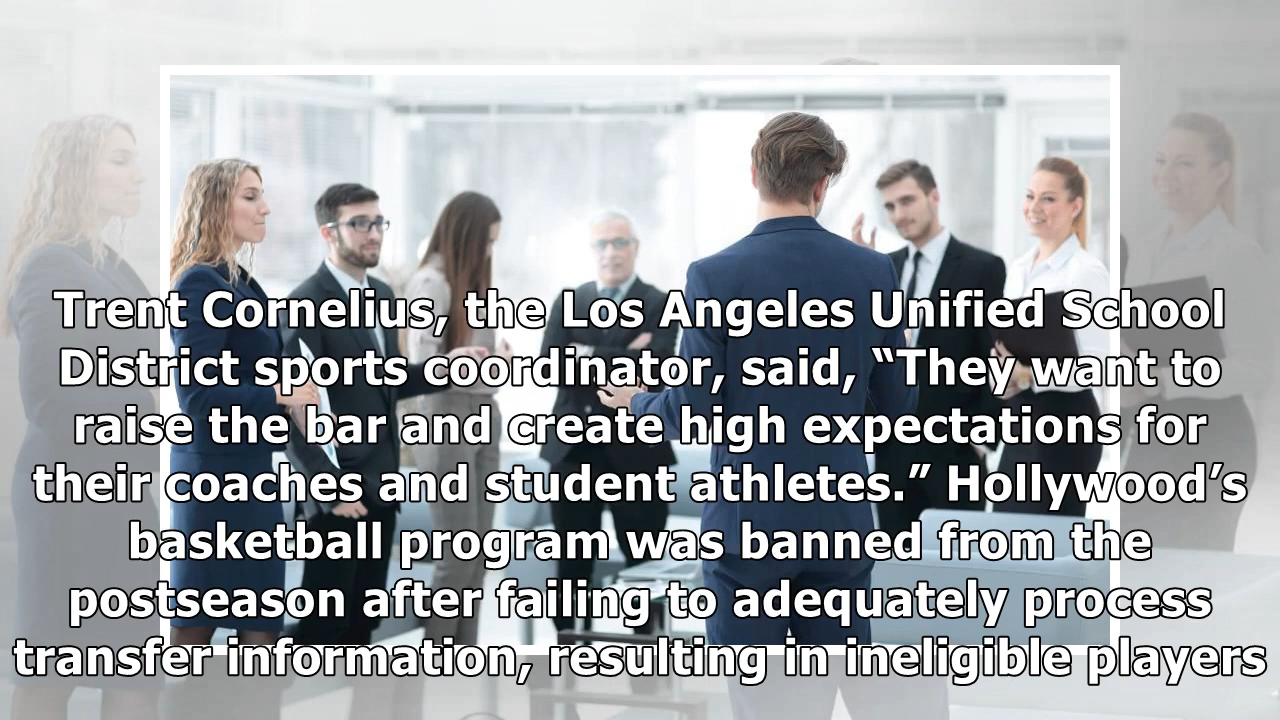 Trent Cornelius, the Los Angeles Unified School
District sports coordinator, said, “They want to
raise the bar and create high expectations for
their coaches and student athletes.” Hollywood’s
basketball program was banned from the
postseason after failing to adequately process
transfer information, resulting in ineligible players